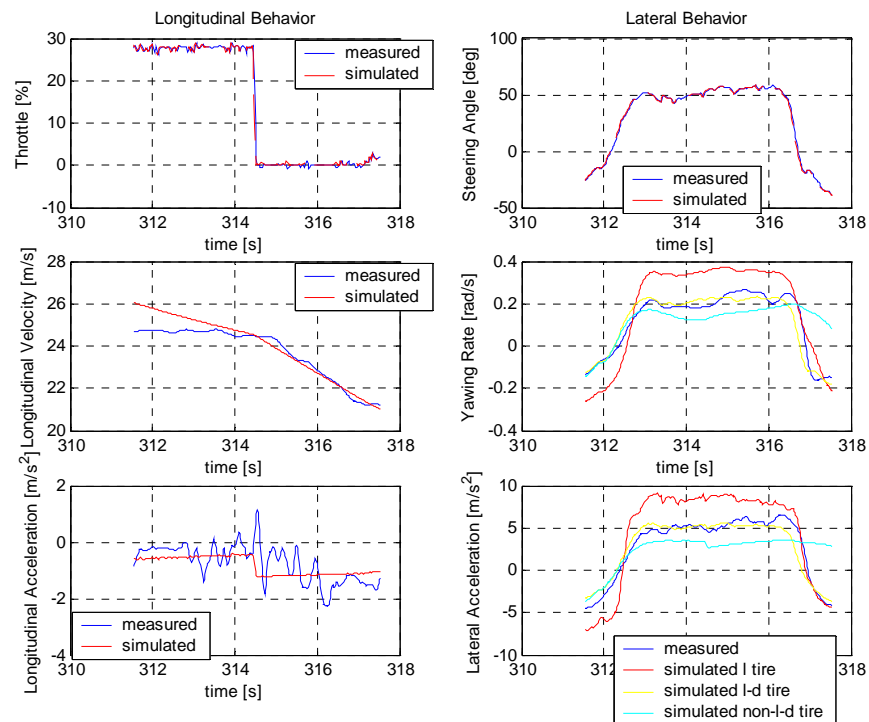 Longitudinal Behavior
Throttle [%]
30
20
10
0
-10
310
312
314
316
318
time [s]
measured
simulated
Lateral Behavior
Steering Angle [deg]
100
50
0
-50
310
312
314
316
318
time [s]
measured
simulated
Longitudinal Velocity [m/s]
28
26
24
22
20
310
312
314
316
318
time [s]
measured
simulated
Yawing Rate [rad/s]
0.4
0.2
0
-0.2
-0.4
310
312
314
316
318
time [s]
Longitudinal Acceleration [m/s²]
2
0
-2
-4
310
312
314
316
318
time [s]
measured
simulated
Lateral Acceleration [m/s²]
10
5
0
-5
-10
310
312
318
measured
simulated l tire
simulated l-d tire
simulated non-l-d tire